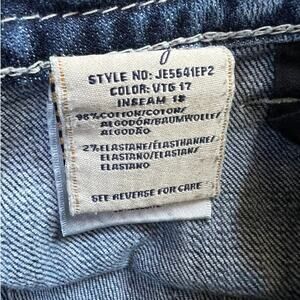 STYLE NO: JE5641EP2
COLOR: VTG 17
INSEAM 18
98%COTTON/COTON/
ALGODÓN/BAUMWOLLE/
ALGODÃO
2%ELASTANE/ÉLASTHANNE/
ELASTANO/ELASTAN/
ELASTANO
SEE REVERSE FOR CARE